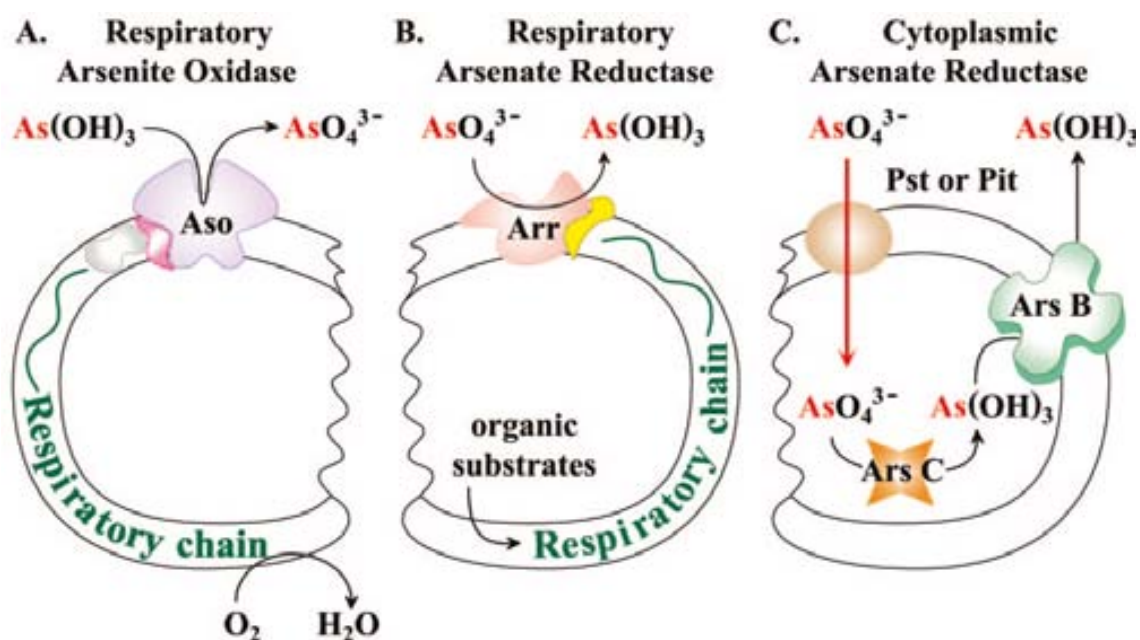 A. Respiratory
Arsenite Oxidase
As(OH)₃
AsO₄³⁻
Aso
Respiratory chain
O₂
H₂O
B. Respiratory
Arsenate Reductase
AsO₄³⁻
As(OH)₃
Arr
organic
substrates
Respiratory chain
C. Cytoplasmic
Arsenate Reductase
AsO₄³⁻
As(OH)₃
Pst or Pit
Ars B
AsO₄³⁻
As(OH)₃
Ars C